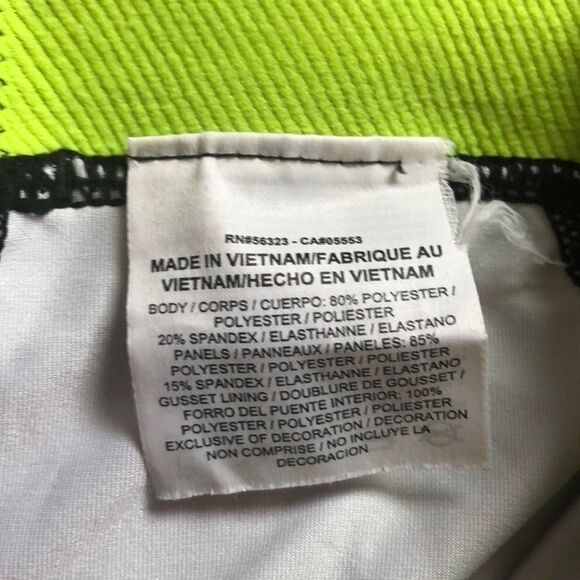 RN#56323 - CA#05553
MADE IN VIETNAM/FABRIQUE AU
VIETNAM/HECHO EN VIETNAM
BODY / CORPS / CUERPO: 80% POLYESTER /
POLYESTER / POLIESTER
20% SPANDEX / ELASTHANNE / ELASTANO
PANELS / PANNEAUX / PANELES: 85%
POLYESTER / POLYESTER / POLIESTER
15% SPANDEX / ELASTHANNE / ELASTANO
GUSSET LINING / DOUBLURE DE GOUSSET /
FORRO DEL PUENTE INTERIOR: 100%
POLYESTER / POLYESTER / POLIESTER
EXCLUSIVE OF DECORATION / DECORATION
NON COMPRISE / NO INCLUYE LA
DECORACION